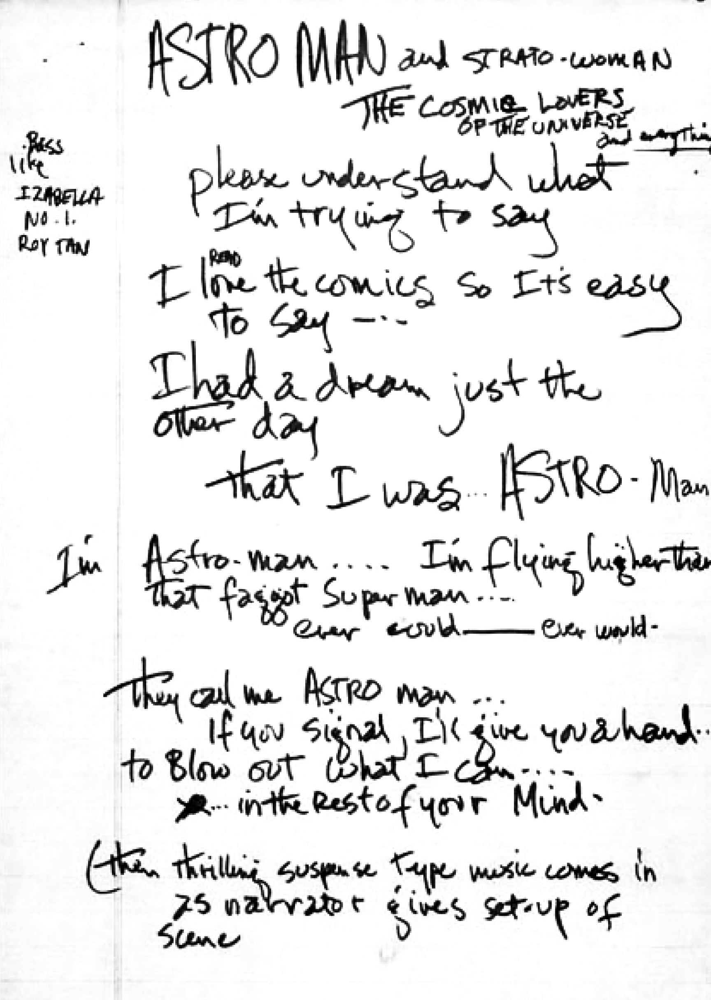 ASTRO MAN and STRATO-WOMAN
THE COSMIC LOVERS
OF THE UNIVERSE
and everything
Bass
like
IZABELLA
NO. 1.
ROY TAN
please understand what
I'm trying to say
READ
I love the comics so It's easy
to say ----
I had a dream just the
other day
that I was... ASTRO-Man
I'm Astro-man .... I'm flying higher than
that faggot Superman....
ever could — ever would-
They call me ASTRO man ...
If you signal, I'll give you a hand..
to Blow out what I can....
... in the Rest of your Mind.
(then thrilling suspense type music comes in
as narrator gives set-up of
scene